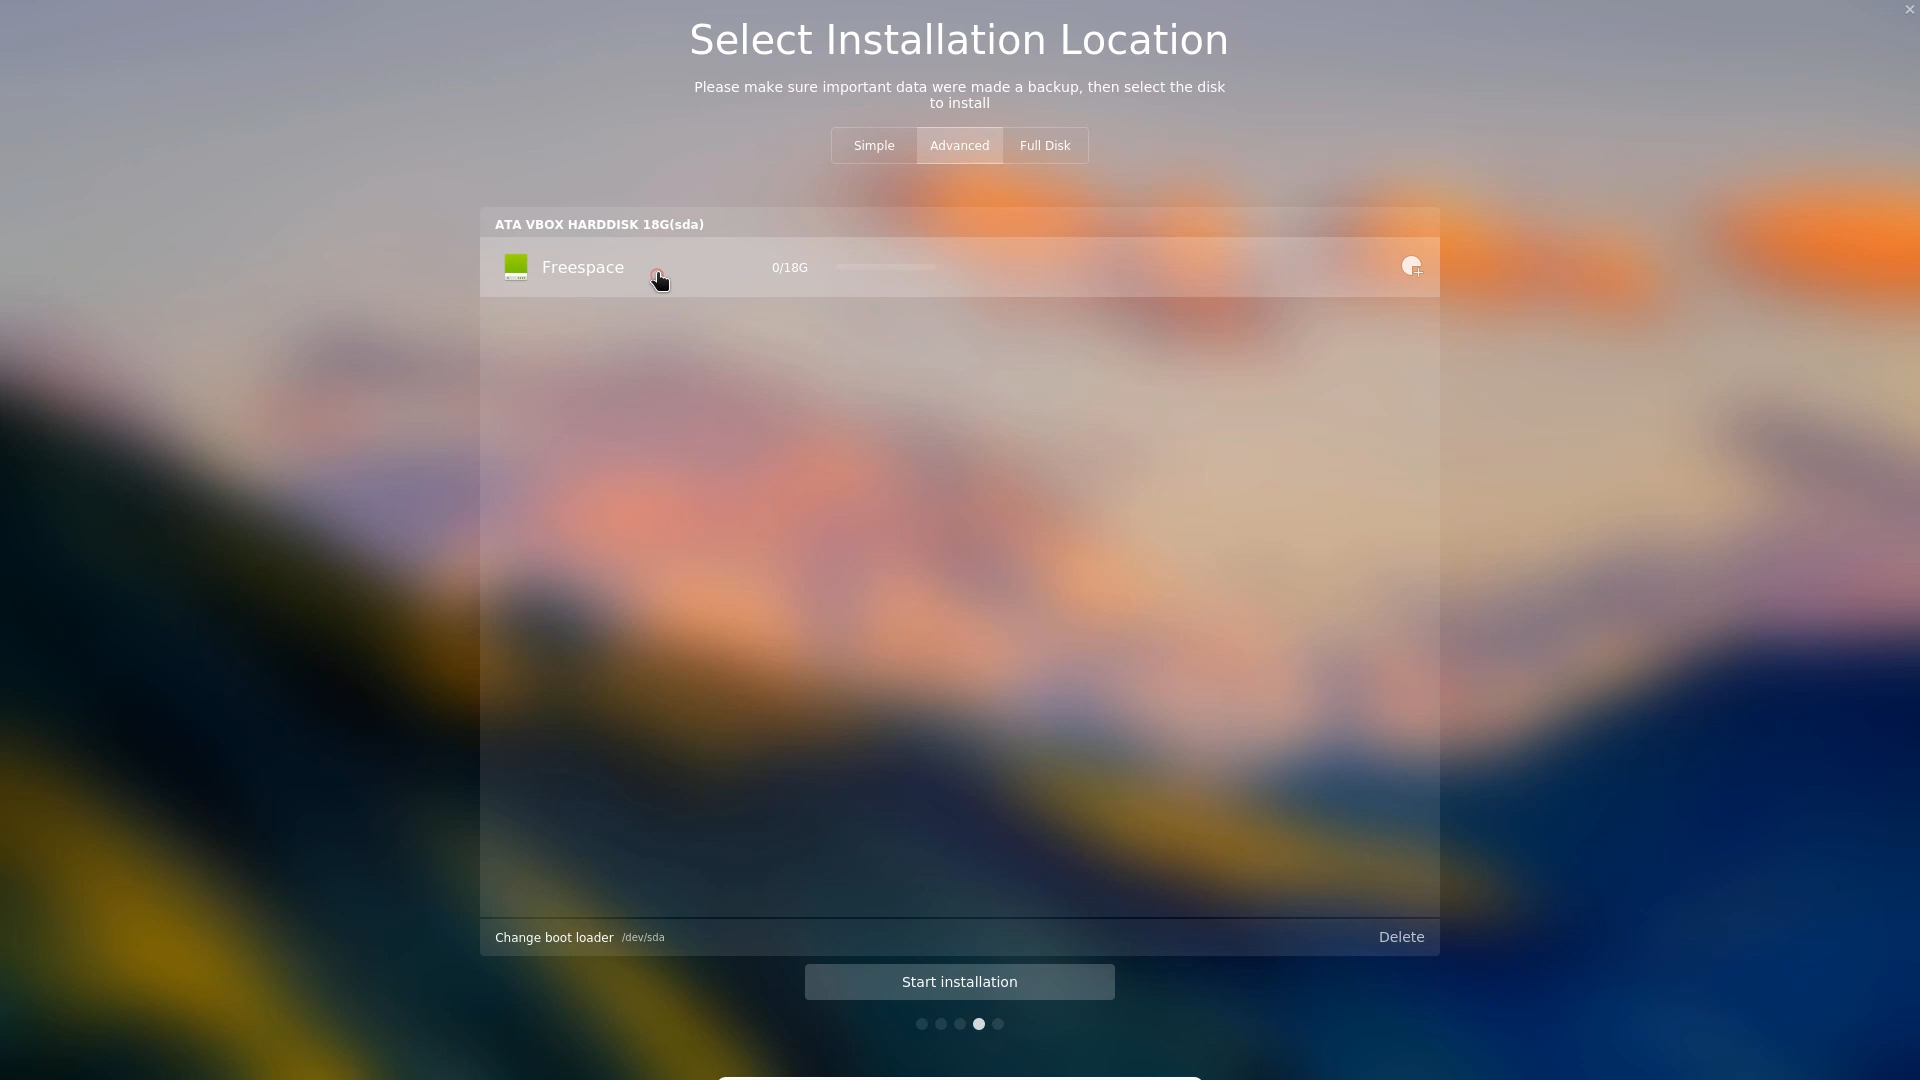 Select Installation Location
Please make sure important data were made a backup, then select the disk
to install
Simple
Advanced
Full Disk
ATA VBOX HARDDISK 18G(sda)
Freespace
0/18G
Change boot loader /dev/sda
Delete
Start installation